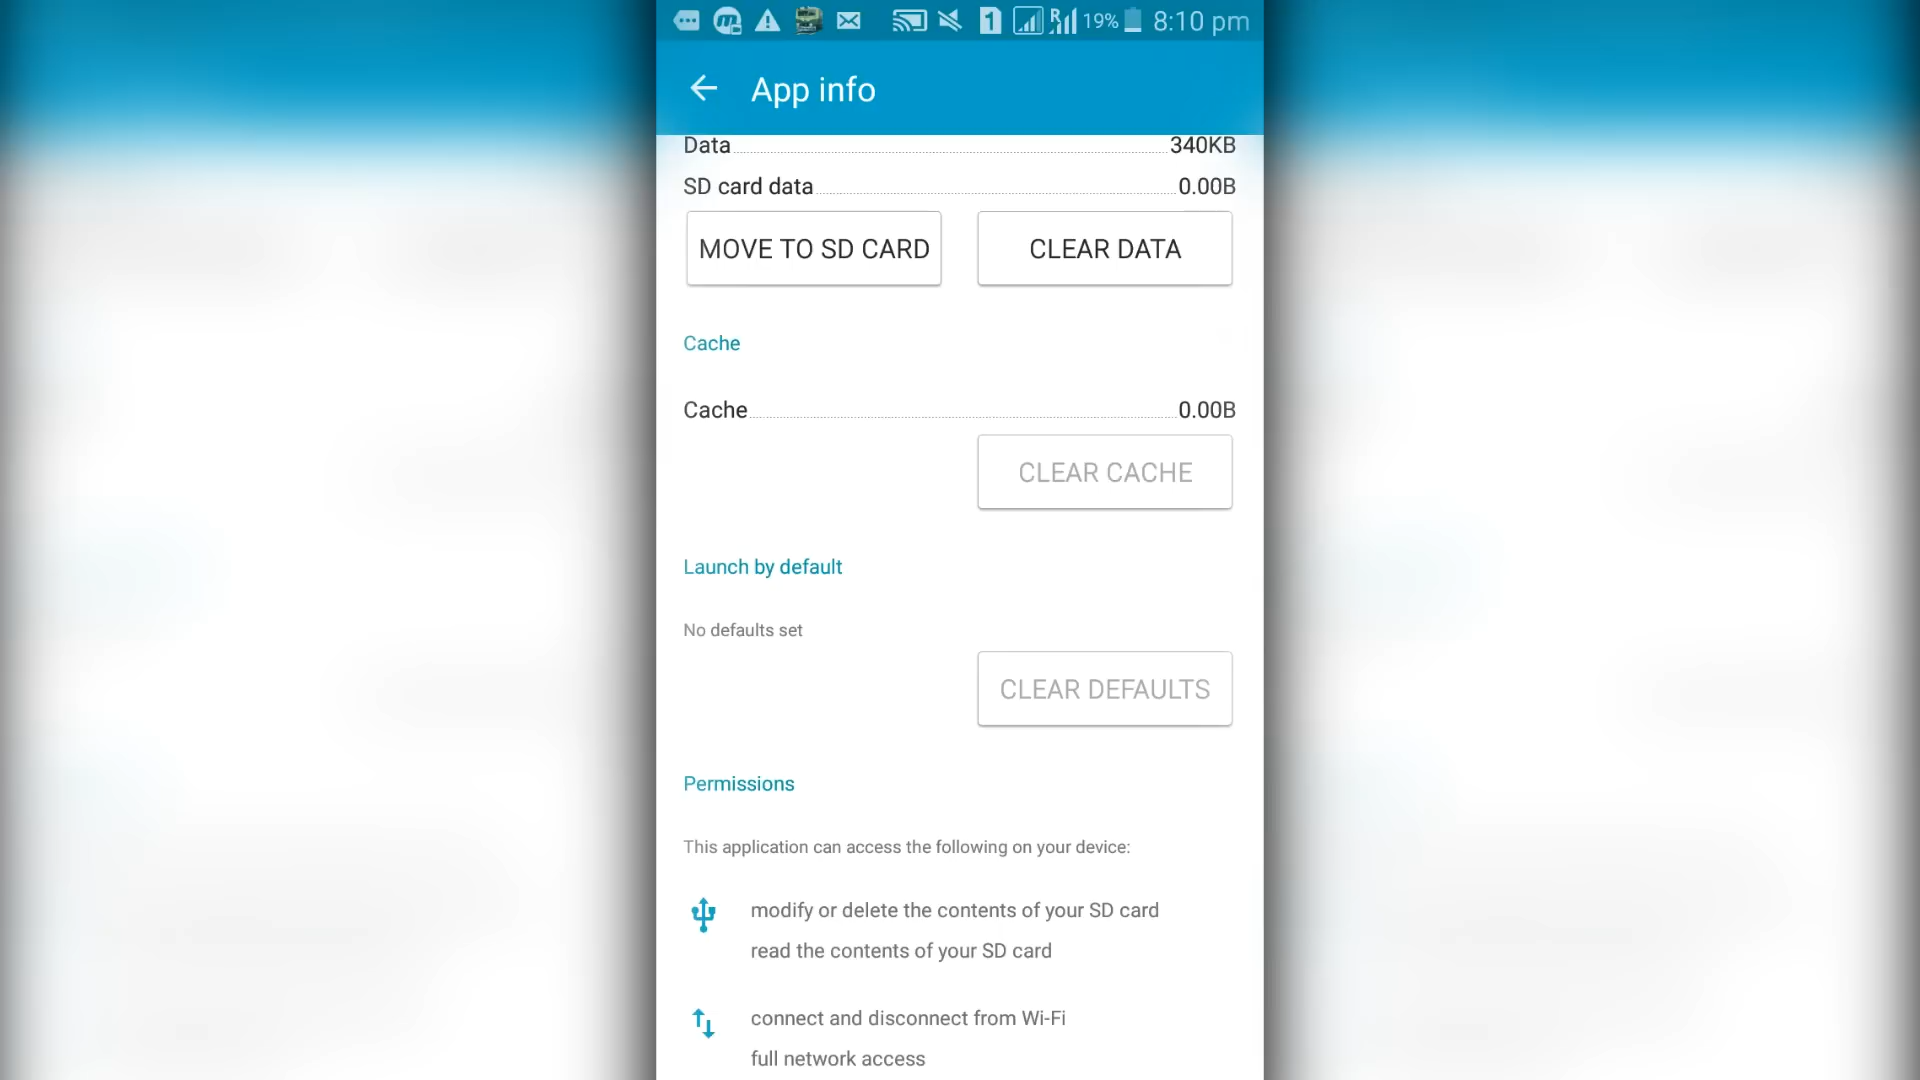 1 R 19% 8:10 pm
App info
Data 340KB
SD card data 0.00B
MOVE TO SD CARD CLEAR DATA
Cache
Cache 0.00B
CLEAR CACHE
Launch by default
No defaults set
CLEAR DEFAULTS
Permissions
This application can access the following on your device:
modify or delete the contents of your SD card
read the contents of your SD card
connect and disconnect from Wi-Fi
full network access